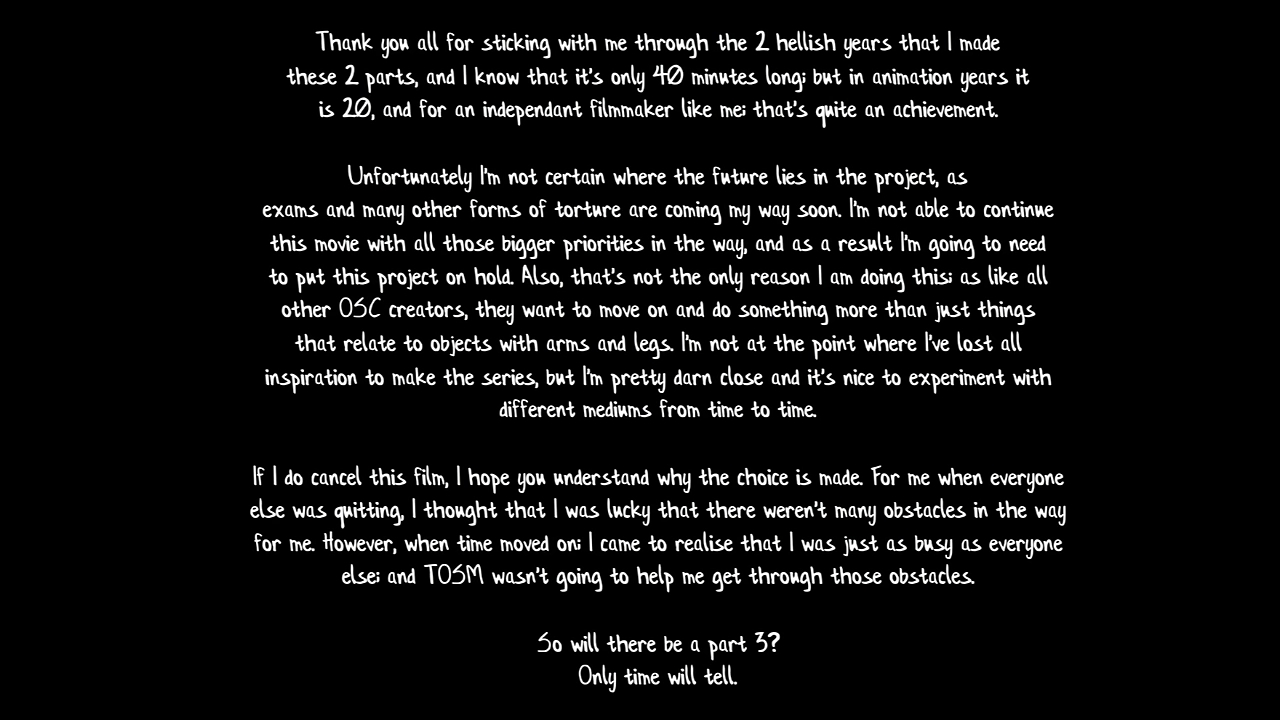 Thank you all for sticking with me through the 2 hellish years that I made
these 2 parts, and I know that it's only 40 minutes long; but in animation years it
is 20, and for an independant filmmaker like me; that's quite an achievement.
Unfortunately I'm not certain where the future lies in the project, as
exams and many other forms of torture are coming my way soon. I'm not able to continue
this movie with all those bigger priorities in the way, and as a result I'm going to need
to put this project on hold. Also, that's not the only reason I am doing this; as like all
other OSC creators, they want to move on and do something more than just things
that relate to objects with arms and legs. I'm not at the point where I've lost all
inspiration to make the series, but I'm pretty darn close and it's nice to experiment with
different mediums from time to time.
If I do cancel this film, I hope you understand why the choice is made. For me when everyone
else was quitting, I thought that I was lucky that there weren't many obstacles in the way
for me. However, when time moved on; I came to realise that I was just as busy as everyone
else; and TOSM wasn't going to help me get through those obstacles.
So will there be a part 3?
Only time will tell.